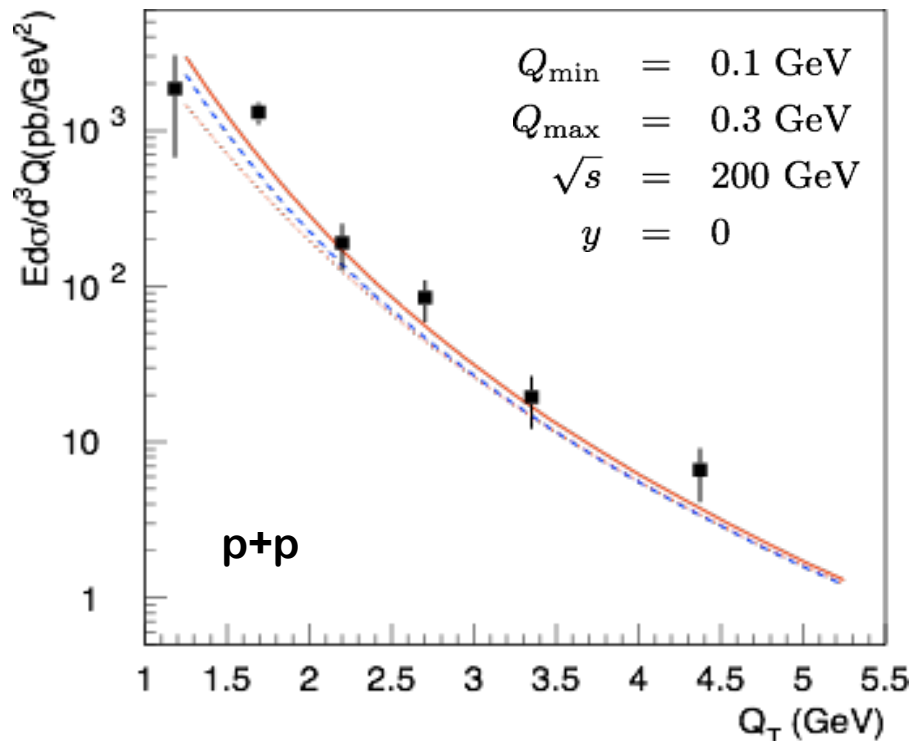 Edσ/d³Q(pb/GeV²)
10³
10²
10
1
Q_min = 0.1 GeV
Q_max = 0.3 GeV
√s = 200 GeV
y = 0
p+p
1 1.5 2 2.5 3 3.5 4 4.5 5 5.5
Q_T (GeV)